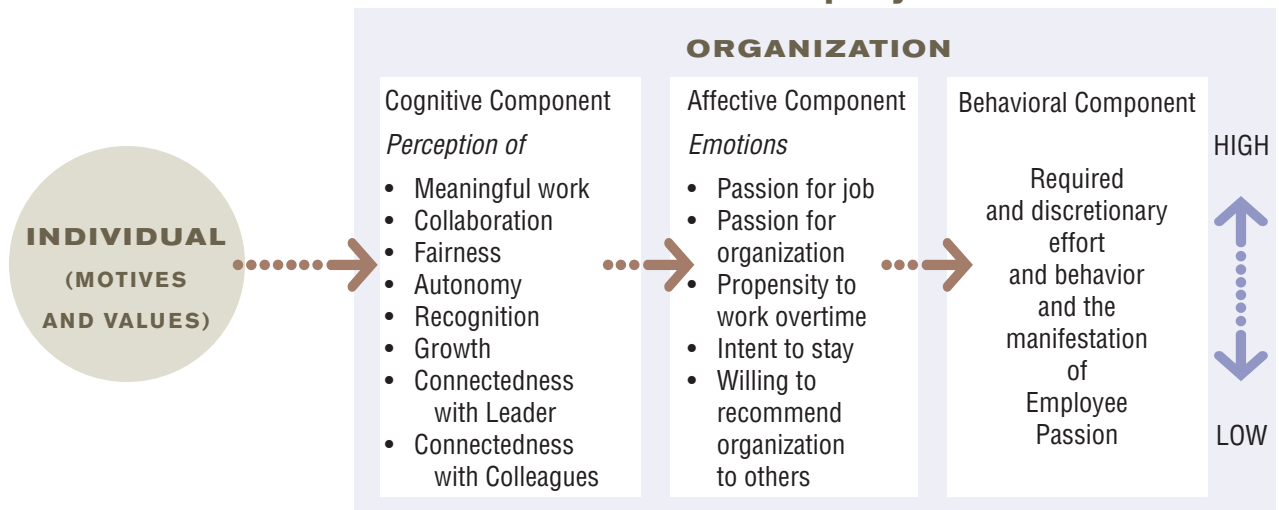 ORGANIZATION
INDIVIDUAL
(MOTIVES
AND VALUES)
Cognitive Component
Perception of
• Meaningful work
• Collaboration
• Fairness
• Autonomy
• Recognition
• Growth
• Connectedness
with Leader
• Connectedness
with Colleagues
Affective Component
Emotions
• Passion for job
• Passion for
organization
• Propensity to
work overtime
• Intent to stay
• Willing to
recommend
organization
to others
Behavioral Component
Required
and discretionary
effort
and behavior
and the
manifestation
of
Employee
Passion
HIGH
LOW